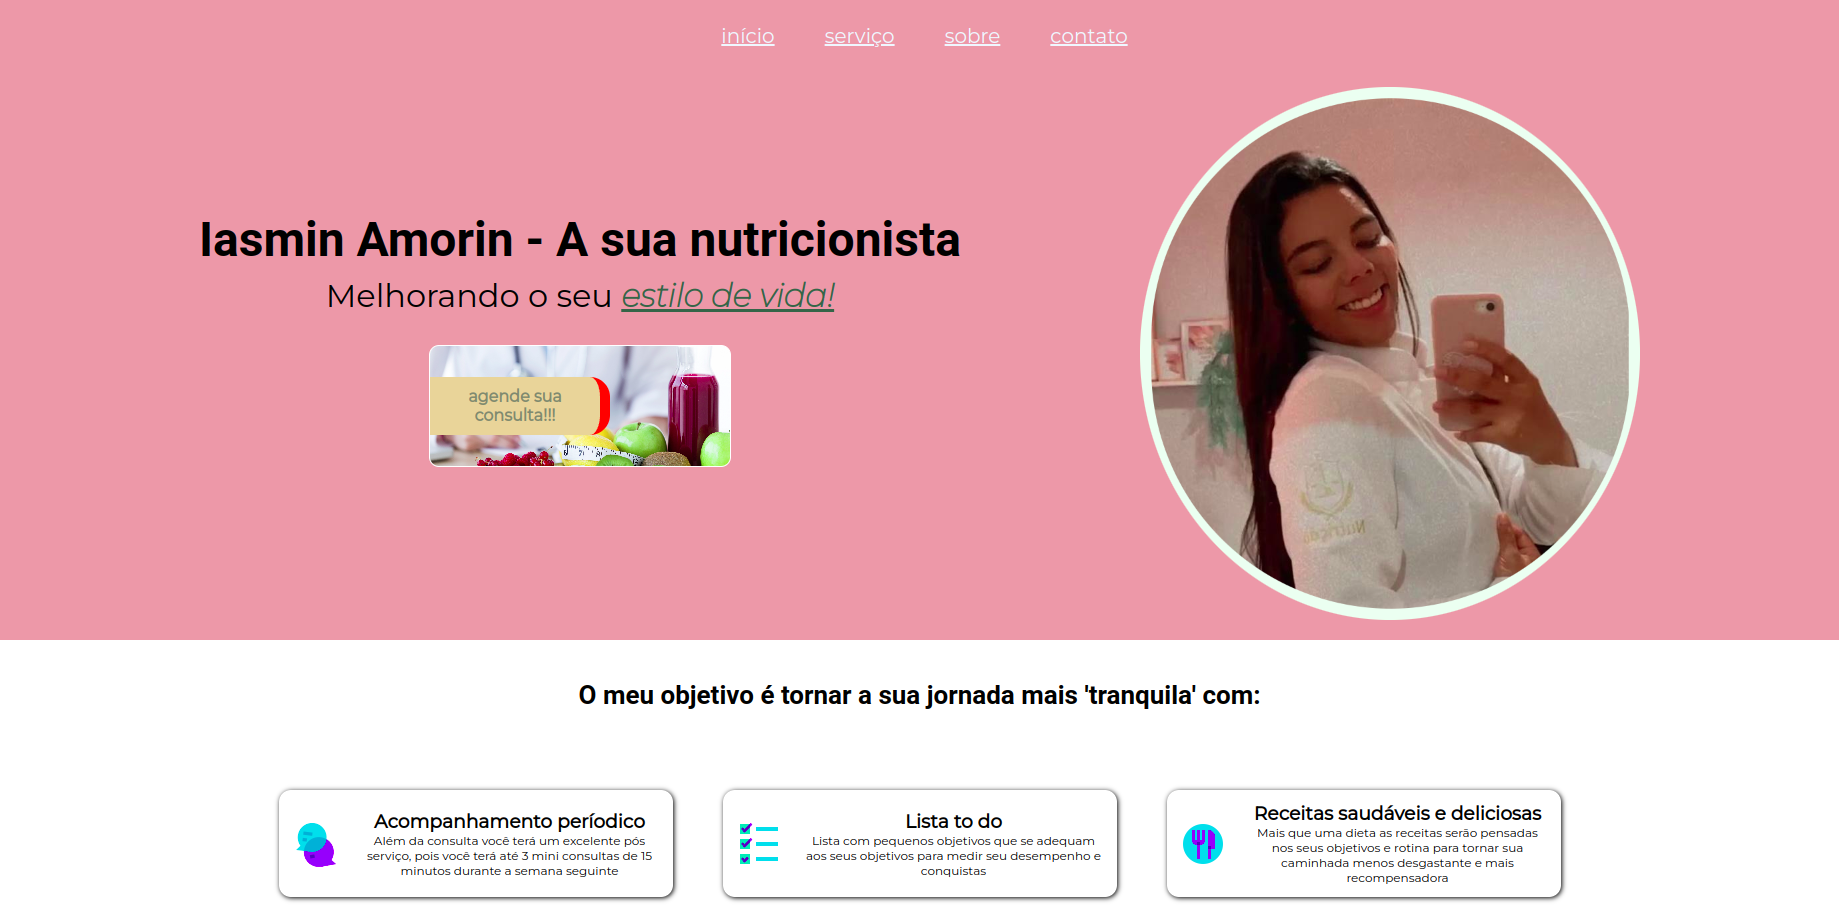 início serviço sobre contato
Iasmin Amorin - A sua nutricionista
Melhorando o seu estilo de vida!
agende sua
consulta!!!
O meu objetivo é tornar a sua jornada mais 'tranquila' com:
Acompanhamento períodico
Além da consulta você terá um excelente pós
serviço, pois você terá até 3 mini consultas de 15
minutos durante a semana seguinte
Lista to do
Lista com pequenos objetivos que se adequam
aos seus objetivos para medir seu desempenho e
conquistas
Receitas saudáveis e deliciosas
Mais que uma dieta as receitas serão pensadas
nos seus objetivos e rotina para tornar sua
caminhada menos desgastante e mais
recompensadora